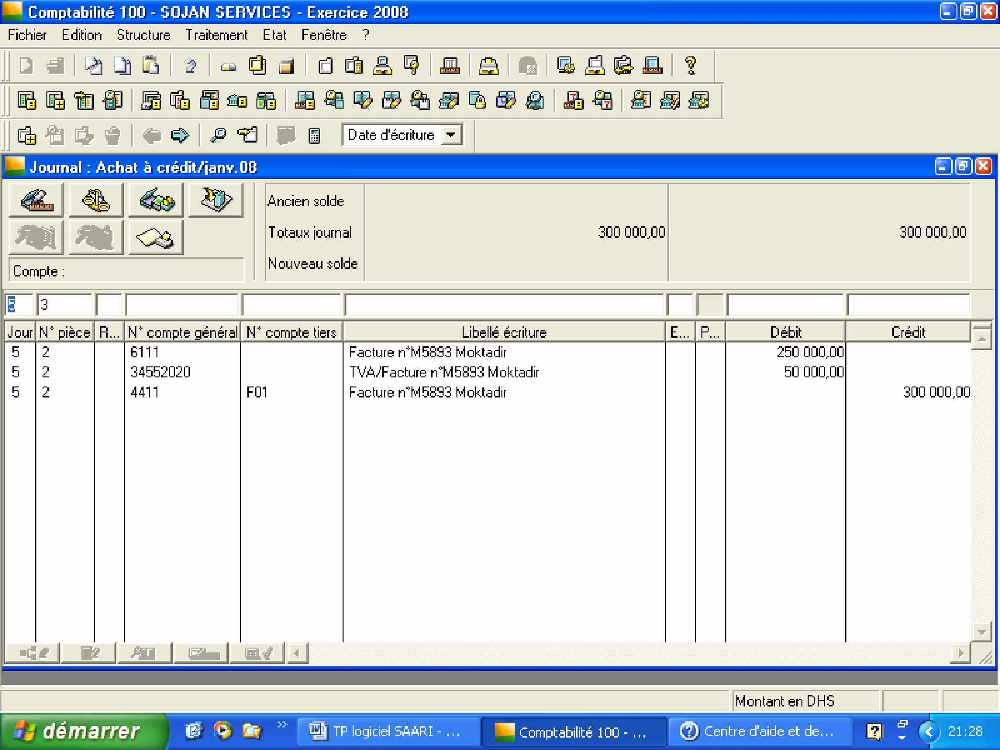 Comptabilité 100 - SOJAN SERVICES - Exercice 2008
Fichier Edition Structure Traitement Etat Fenêtre ?
Date d'écriture
Journal : Achat à crédit/janv.08
Ancien solde
Totaux journal 300 000,00 300 000,00
Nouveau solde
Compte :
5 3
Jour N° pièce R... N° compte général N° compte tiers Libellé écriture E... P... Débit Crédit
5 2 6111 Facture n°M5893 Moktadir 250 000,00
5 2 34552020 TVA/Facture n°M5893 Moktadir 50 000,00
5 2 4411 F01 Facture n°M5893 Moktadir 300 000,00
Montant en DHS
démarrer TP logiciel SAARI - ... Comptabilité 100 - ... Centre d'aide et de... 21:28